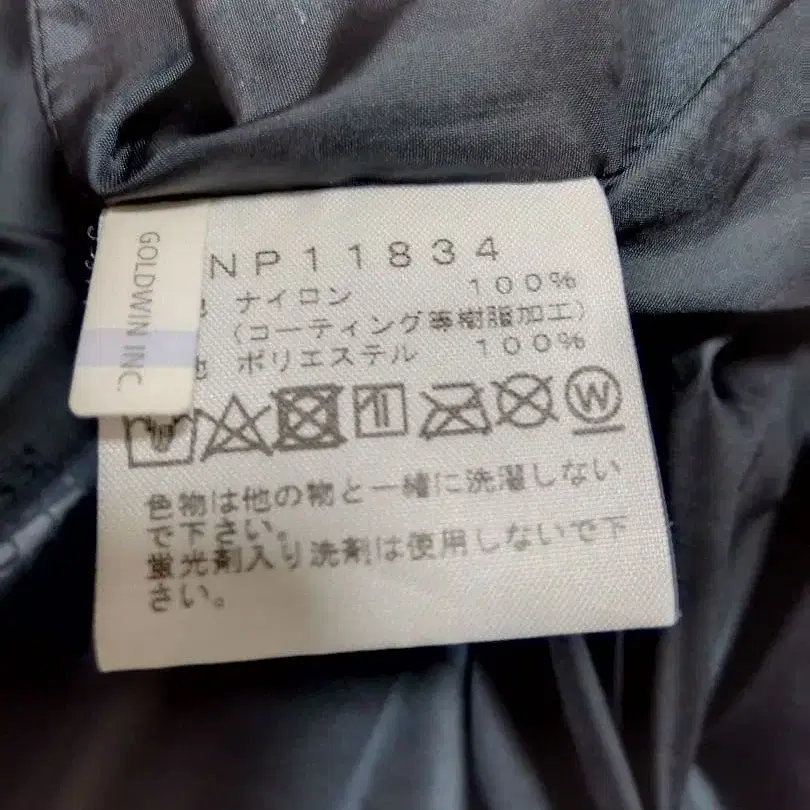 GOLDWIN INC.
NP11834
ナイロン 100%
(コーティング等樹脂加工)
地 ポリエステル 100%
W
色物は他の物と一緒に洗濯しない
で下さい。
蛍光剤入り洗剤は使用しないで下
さい。